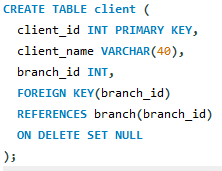 CREATE TABLE client (
  client_id INT PRIMARY KEY,
  client_name VARCHAR(40),
  branch_id INT,
  FOREIGN KEY(branch_id)
  REFERENCES branch(branch_id)
  ON DELETE SET NULL
);